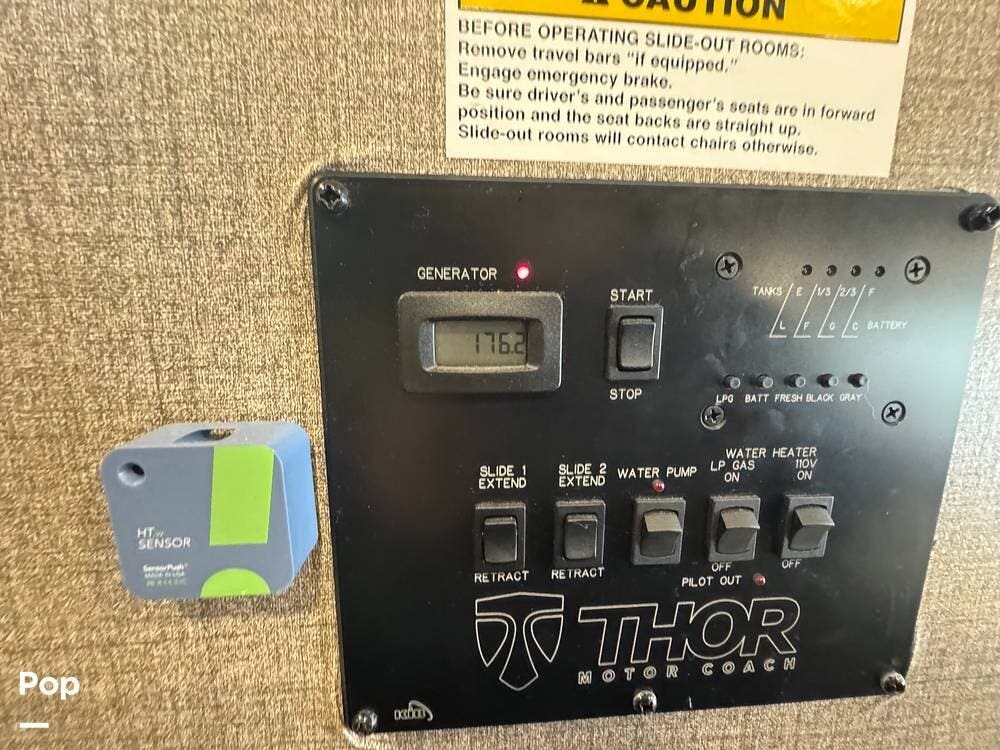 CAUTION
BEFORE OPERATING SLIDE-OUT ROOMS:
Remove travel bars "if equipped."
Engage emergency brake.
Be sure driver's and passenger's seats are in forward
position and the seat backs are straight up.
Slide-out rooms will contact chairs otherwise.
GENERATOR
176.2
START
STOP
TANKS E 1/3 2/3 F
L F G C BATTERY
LPG BATT FRESH BLACK GRAY
SLIDE 1
EXTEND
RETRACT
SLIDE 2
EXTEND
RETRACT
WATER PUMP
WATER HEATER
LP GAS
ON
OFF
110V
ON
OFF
PILOT OUT
THOR
MOTOR COACH
KIB
HT.w
SENSOR
SensorPush
MADE IN USA
Pop